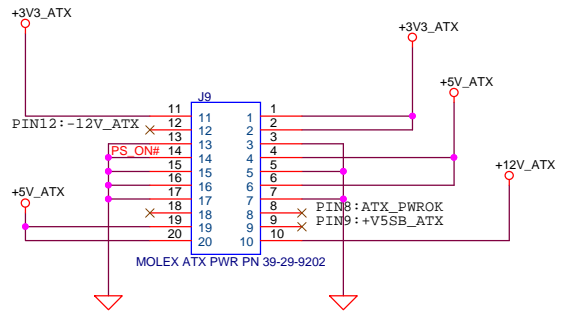 +3V3_ATX
+3V3_ATX
+5V_ATX
J9
11 11 1 1
PIN12:-12V_ATX 12 12 2 2
13 13 3 3
PS_ON# 14 14 4 4
15 15 5 5
+12V_ATX
16 16 6 6
+5V_ATX 17 17 7 7
18 18 8 8 PIN8:ATX_PWROK
19 19 9 9 PIN9:+V5SB_ATX
20 20 10 10
MOLEX ATX PWR PN 39-29-9202